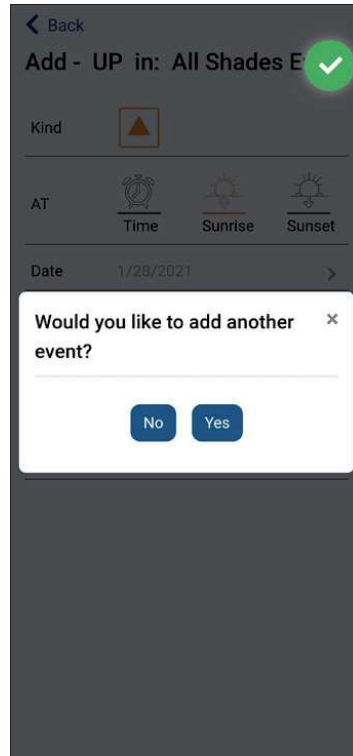 Back
Add - UP in: All Shades E
Kind
AT
Time Sunrise Sunset
Date 1/28/2021
Would you like to add another
event?
×
No Yes